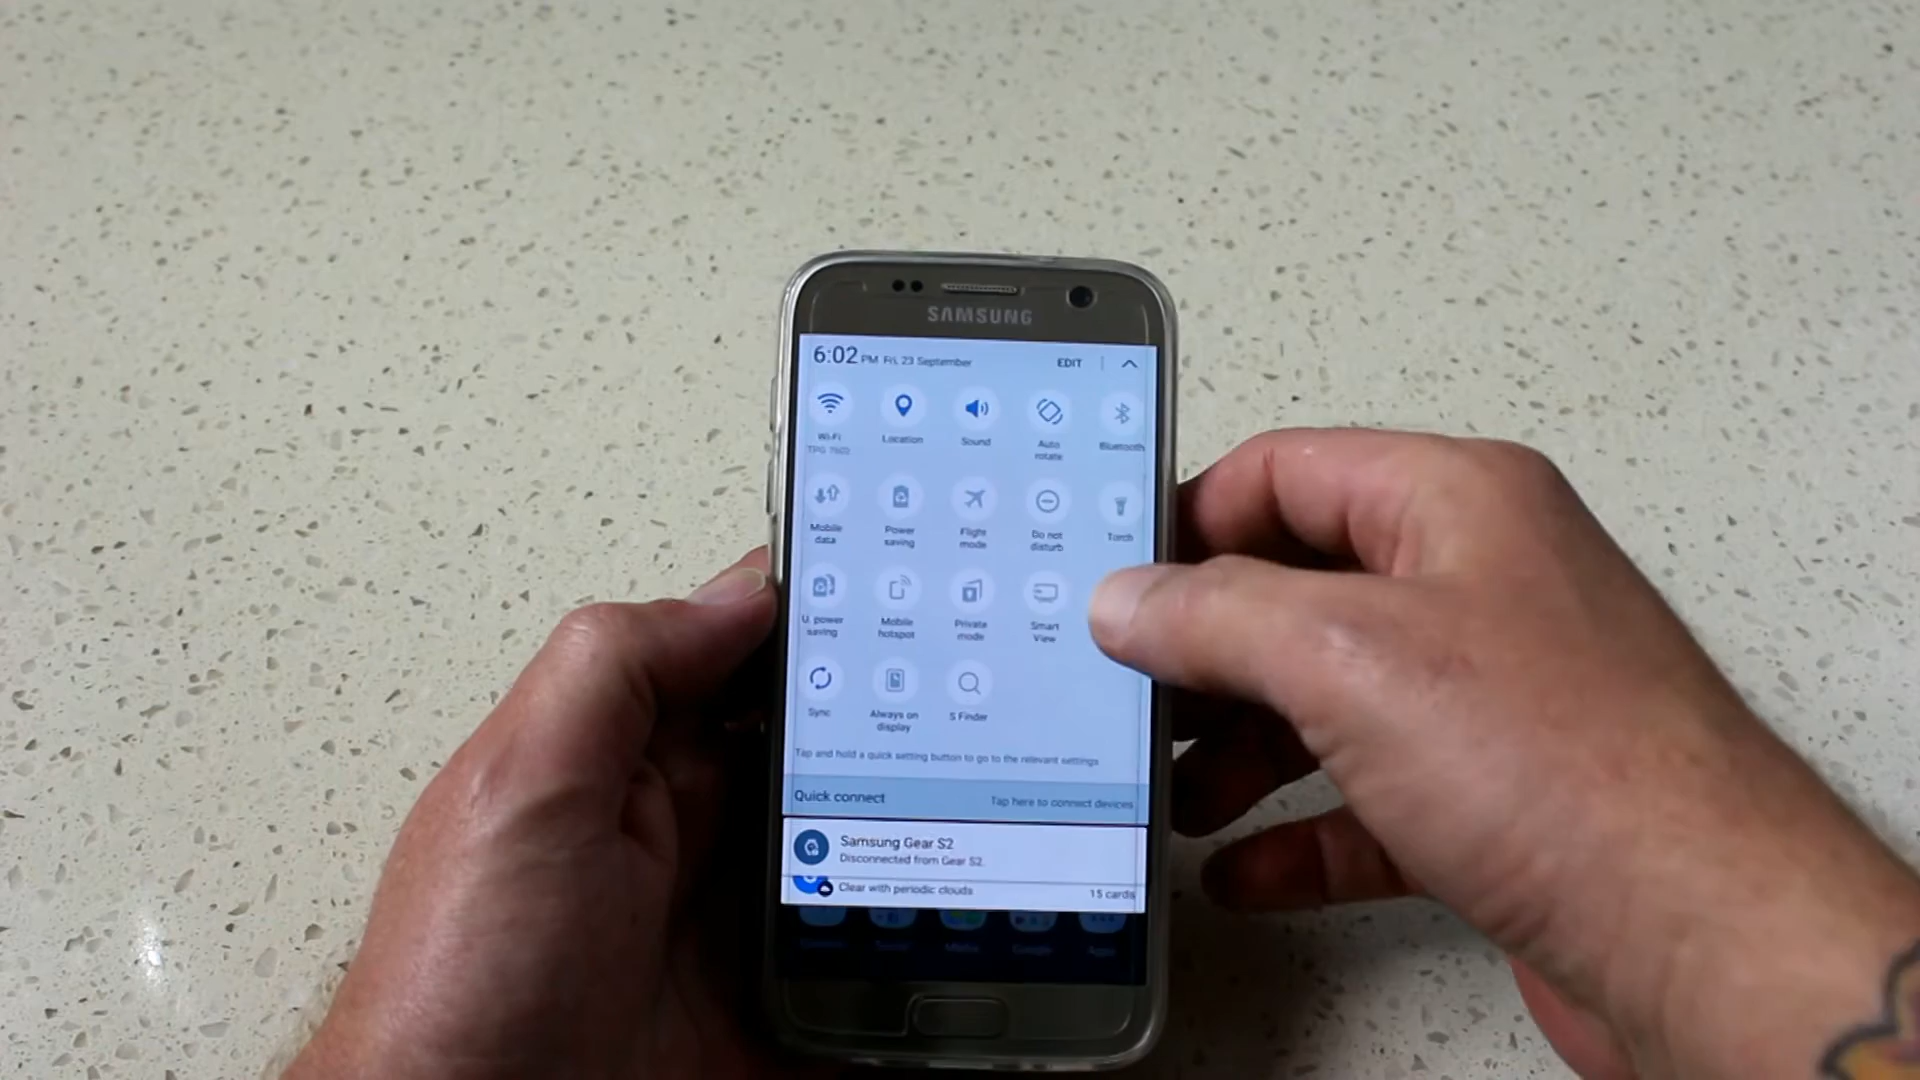 SAMSUNG
6:02 PM Fri, 23 September EDIT
Wi-Fi Location Sound Auto rotate Bluetooth
TPG
Mobile data Power saving Flight mode Do not disturb Torch
U. power saving Mobile hotspot Private mode Smart View
Sync Always on display S Finder
Tap and hold a quick setting button to go to the relevant settings
Quick connect Tap here to connect devices
Samsung Gear S2
Disconnected from Gear S2.
Clear with periodic clouds 15 cards
Google
Apps